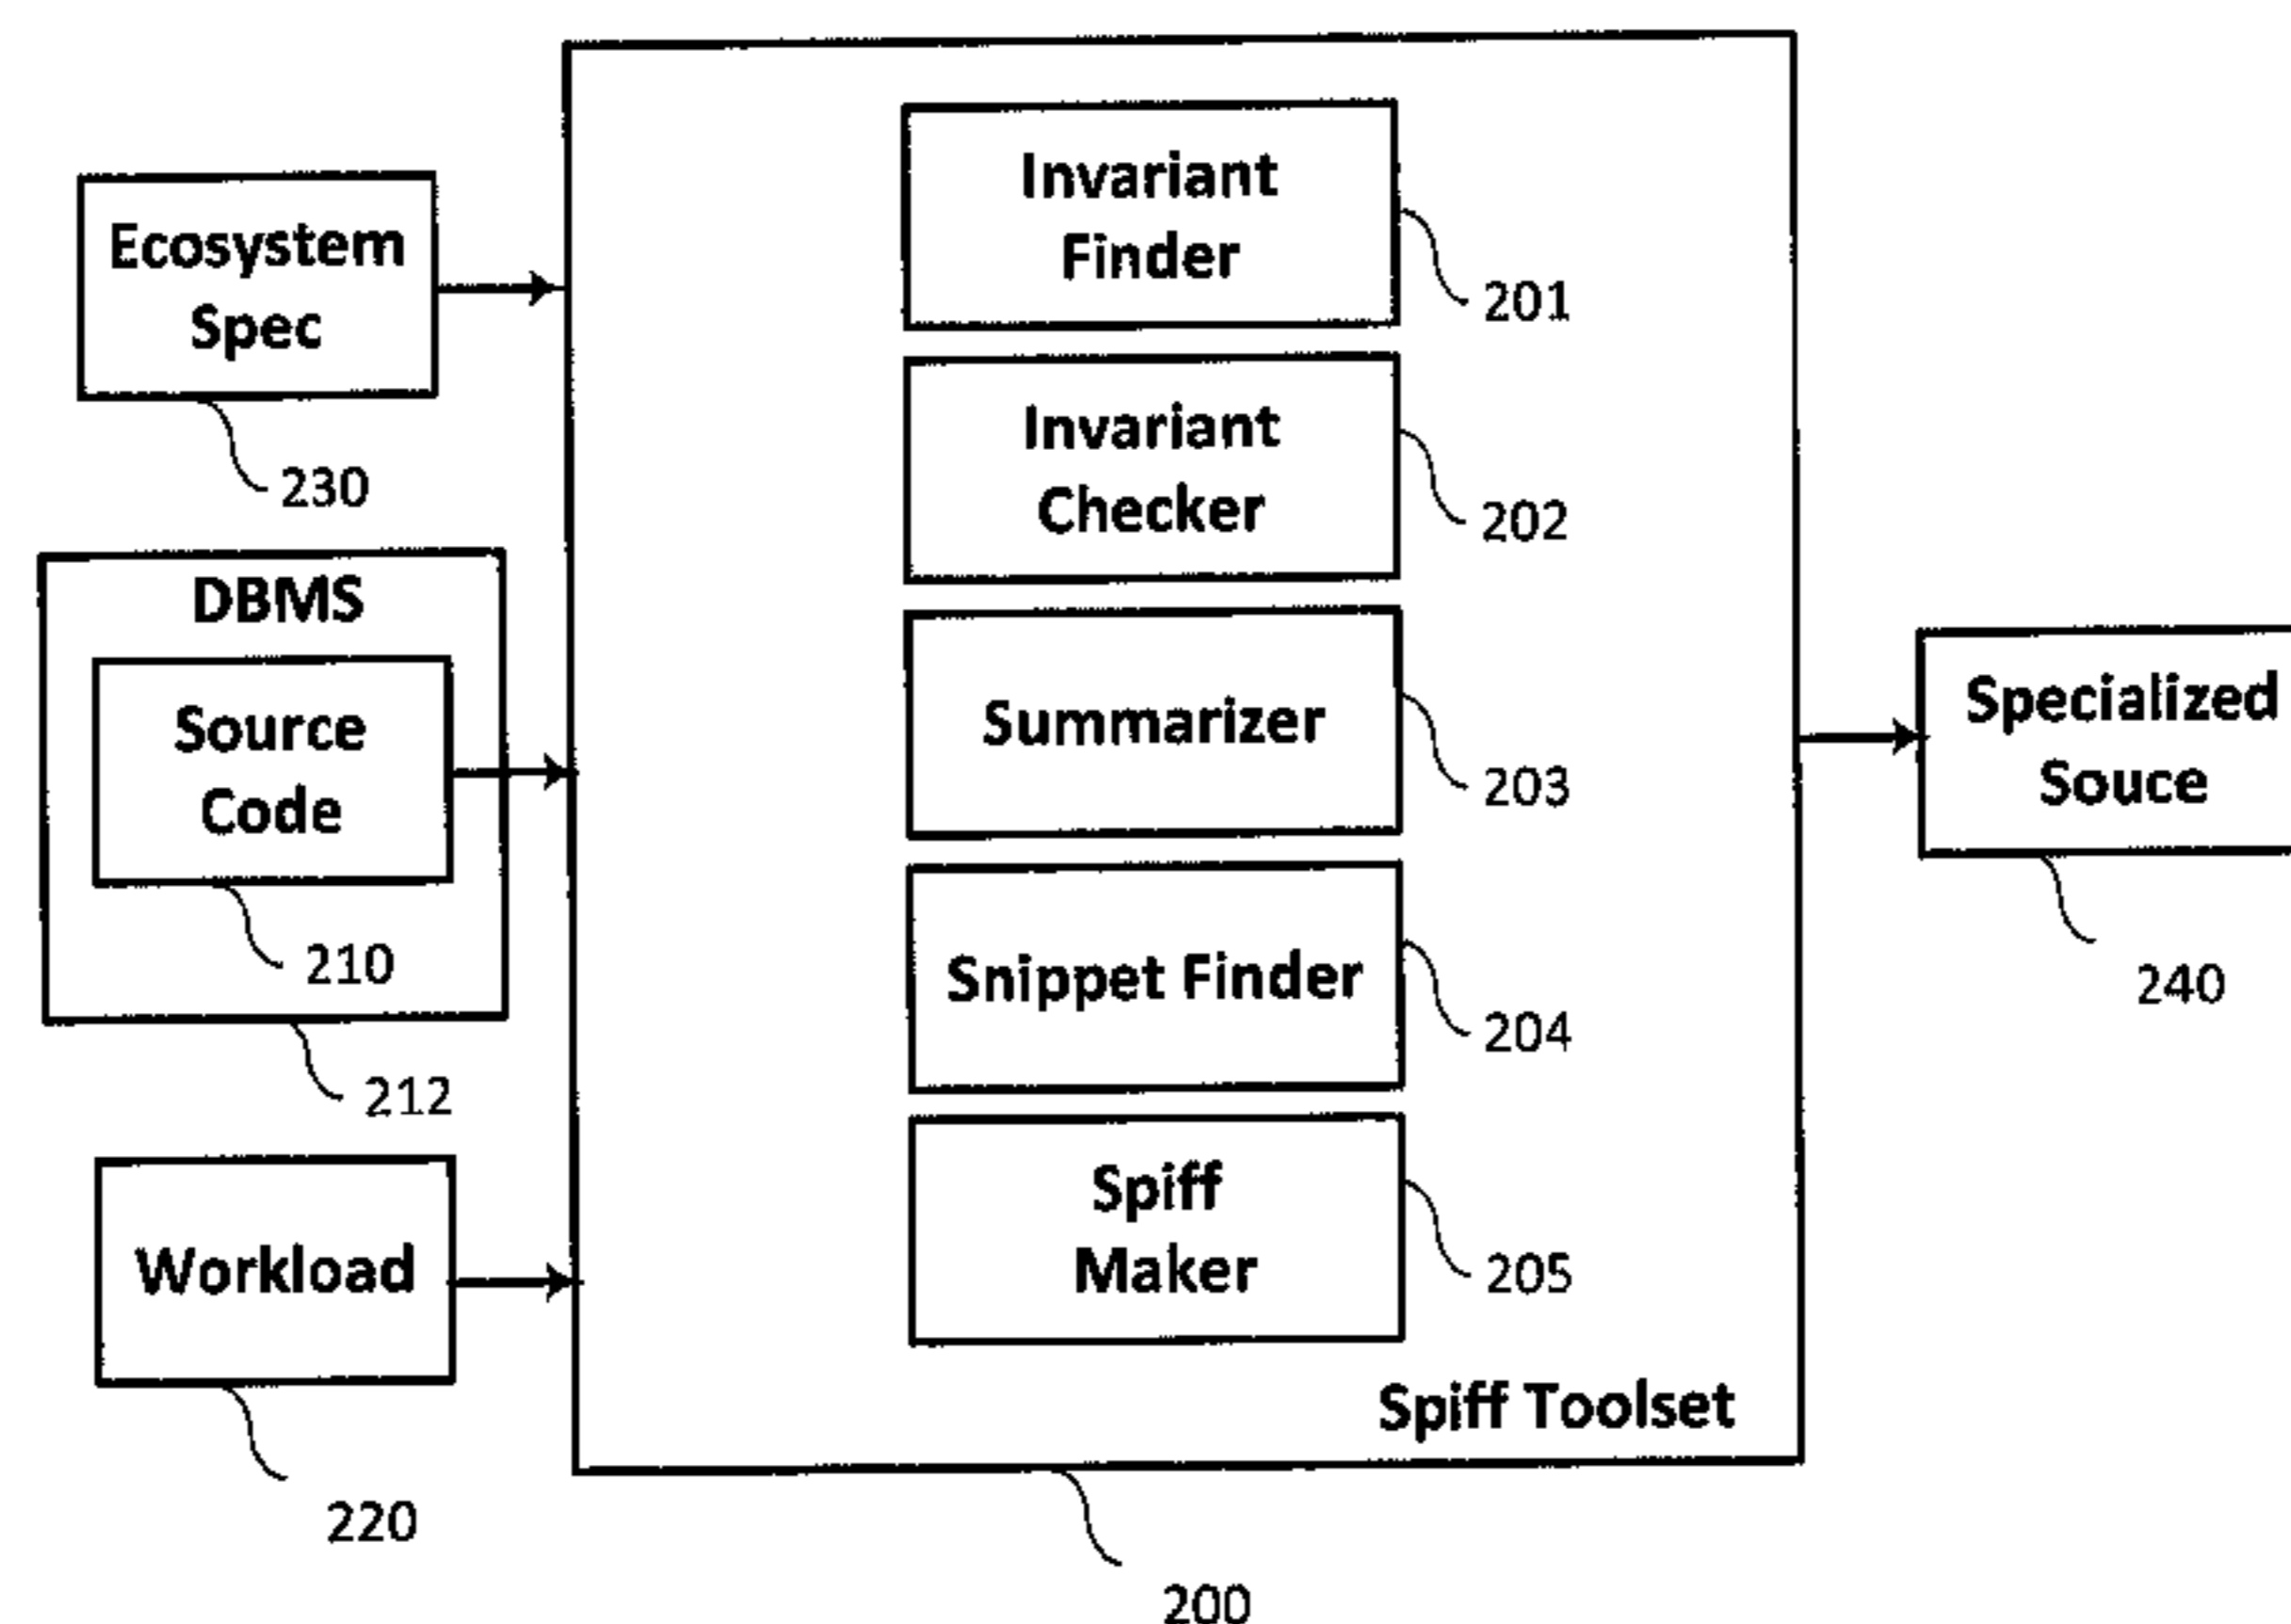 Ecosystem
Spec
230
DBMS
Source
Code
210
212
Workload
220
Invariant
Finder
201
Invariant
Checker
202
Summarizer
203
Snippet Finder
204
Spiff
Maker
205
Spiff Toolset
200
Specialized
Souce
240